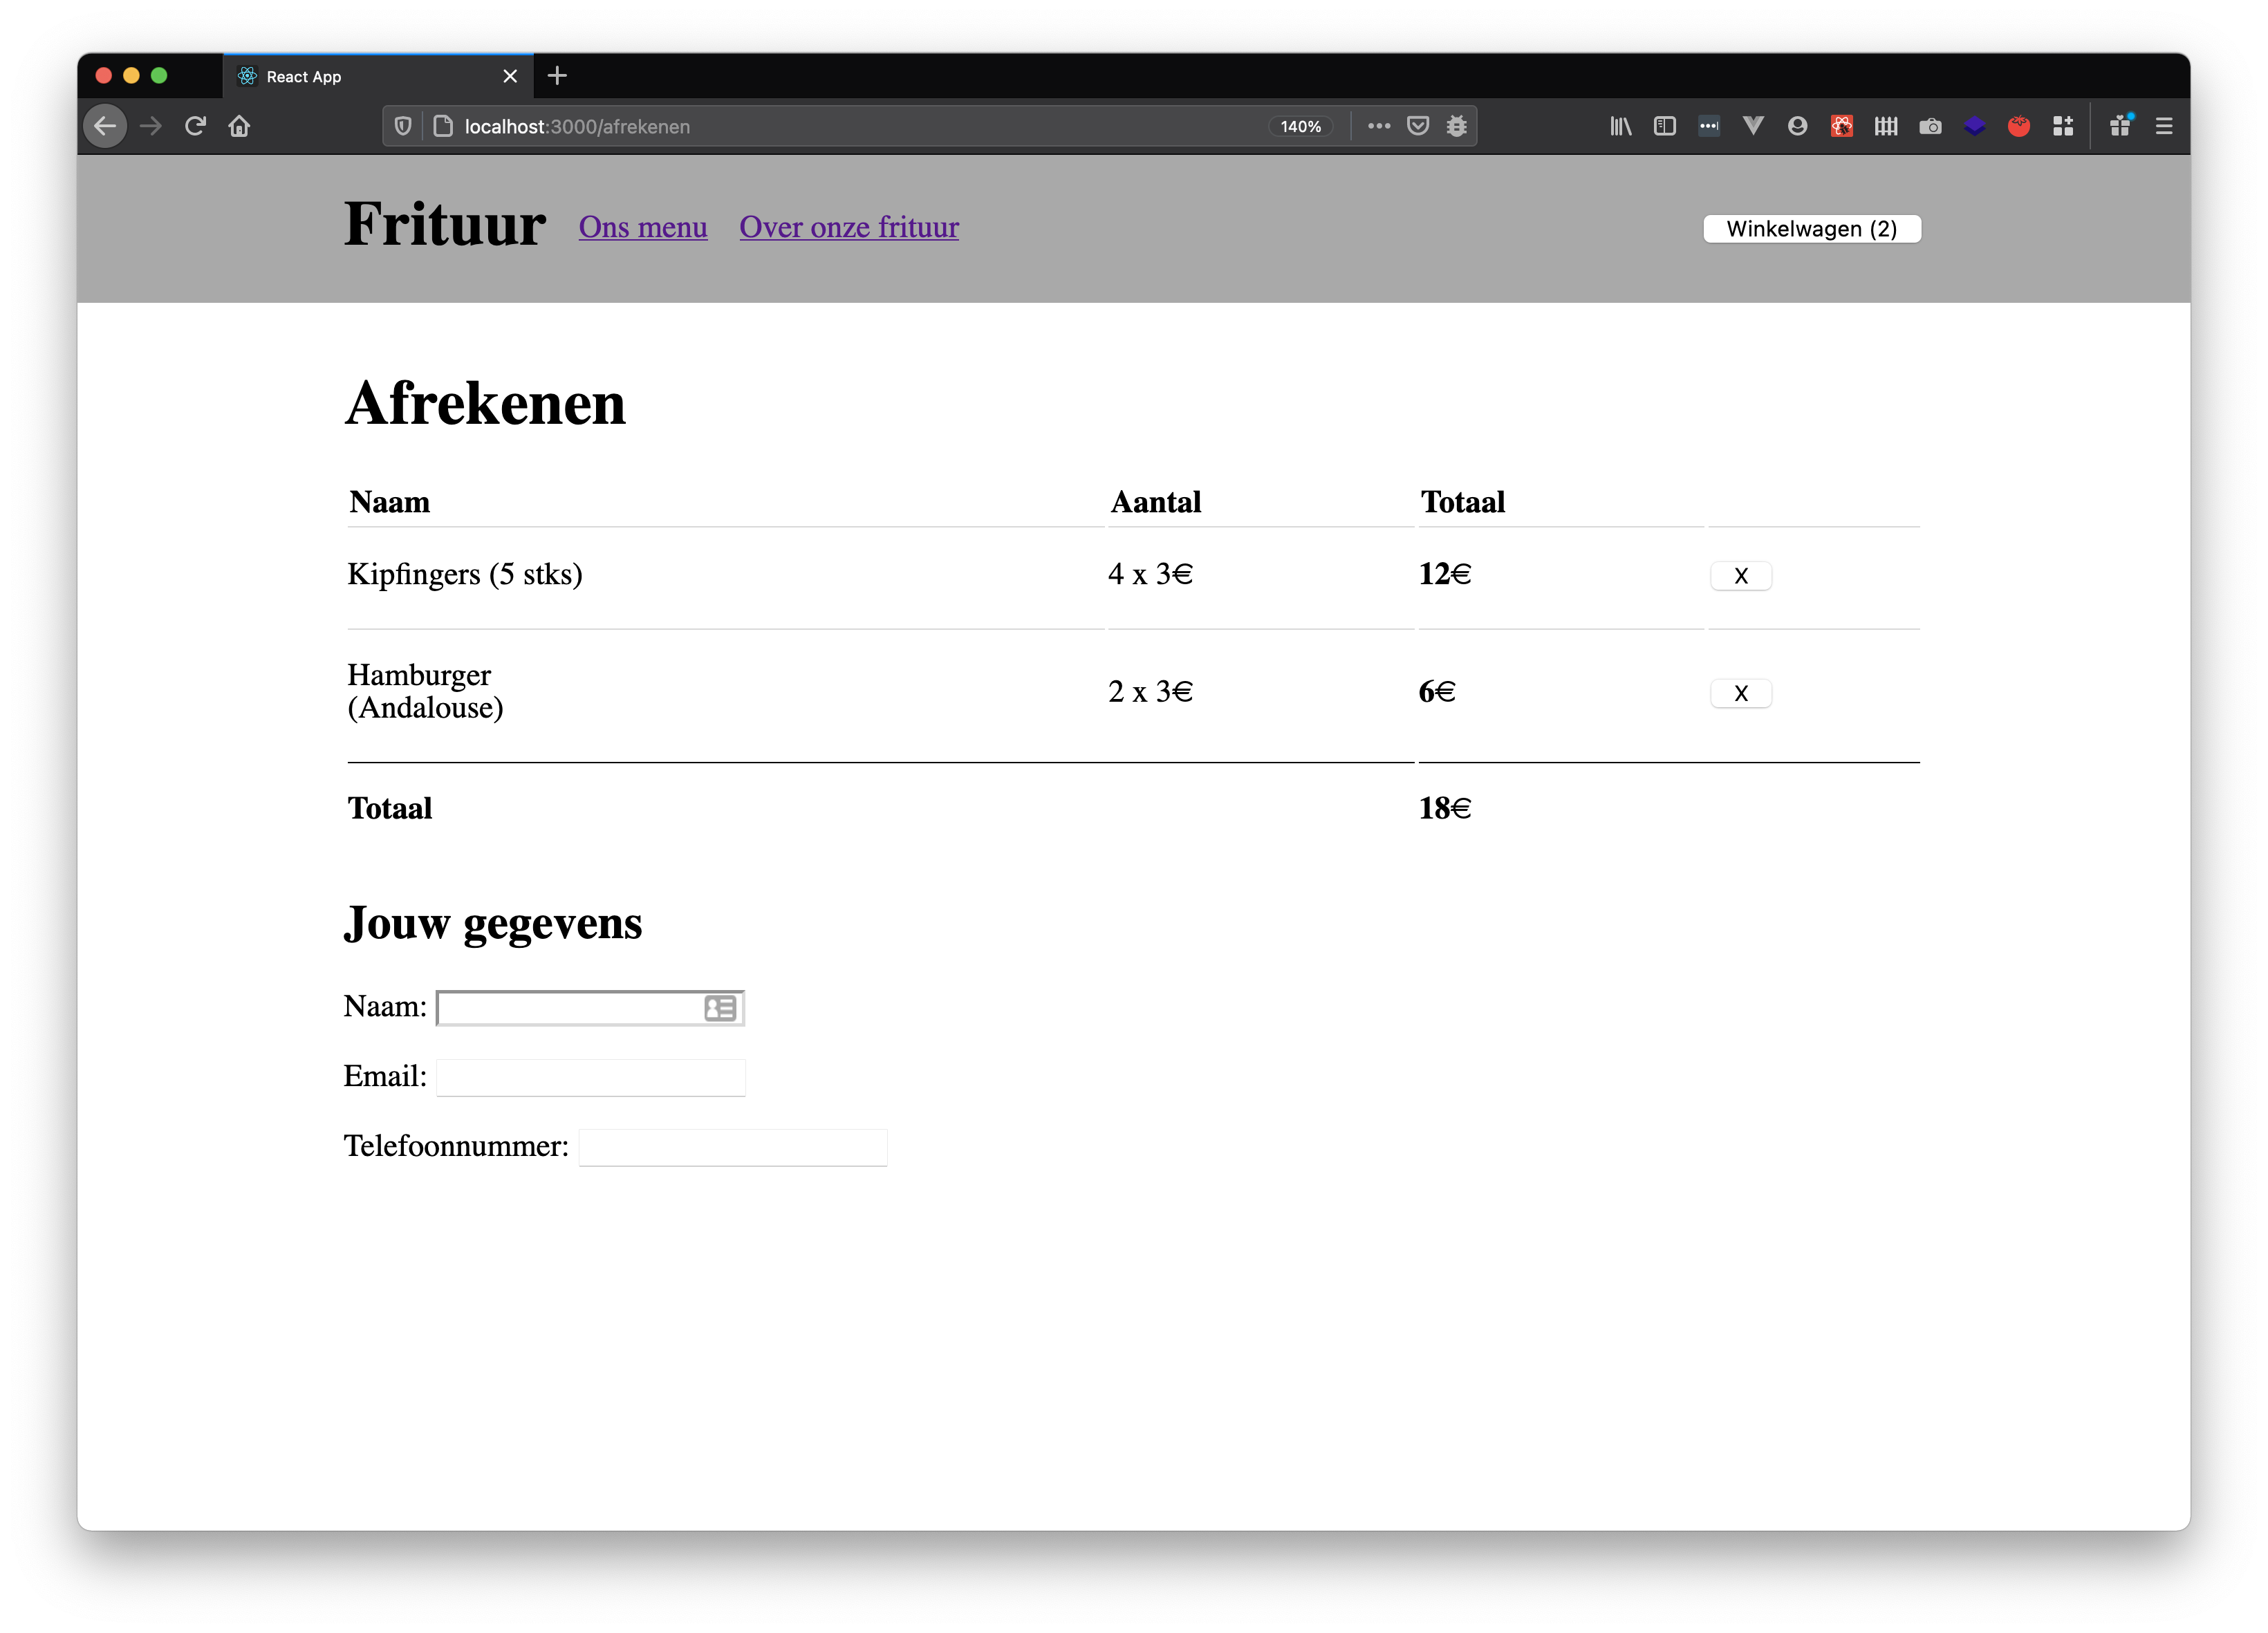 React App
localhost:3000/afrekenen
140%
Frituur Ons menu Over onze frituur Winkelwagen (2)
Afrekenen
Naam Aantal Totaal
Kipfingers (5 stks) 4 x 3€ 12€ X
Hamburger
(Andalouse) 2 x 3€ 6€ X
Totaal 18€
Jouw gegevens
Naam:
Email:
Telefoonnummer: